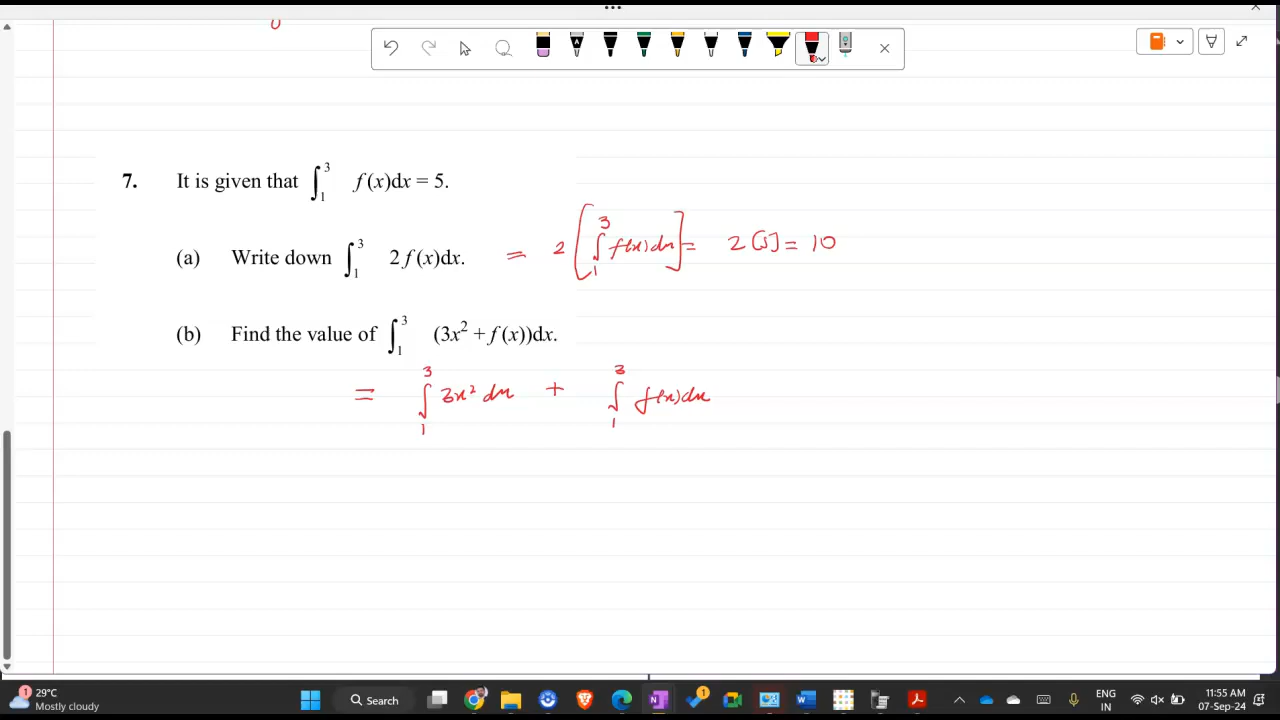 7. It is given that ∫₁³ f(x)dx = 5.
(a) Write down ∫₁³ 2f(x)dx. = 2[∫₁³ f(x)dx] = 2[5] = 10
(b) Find the value of ∫₁³ (3x² + f(x))dx.
= ∫₁³ 3x² dx + ∫₁³ f(x)dx
1 29°C
Mostly cloudy
Search
1
ENG
IN
11:55 AM
07-Sep-24